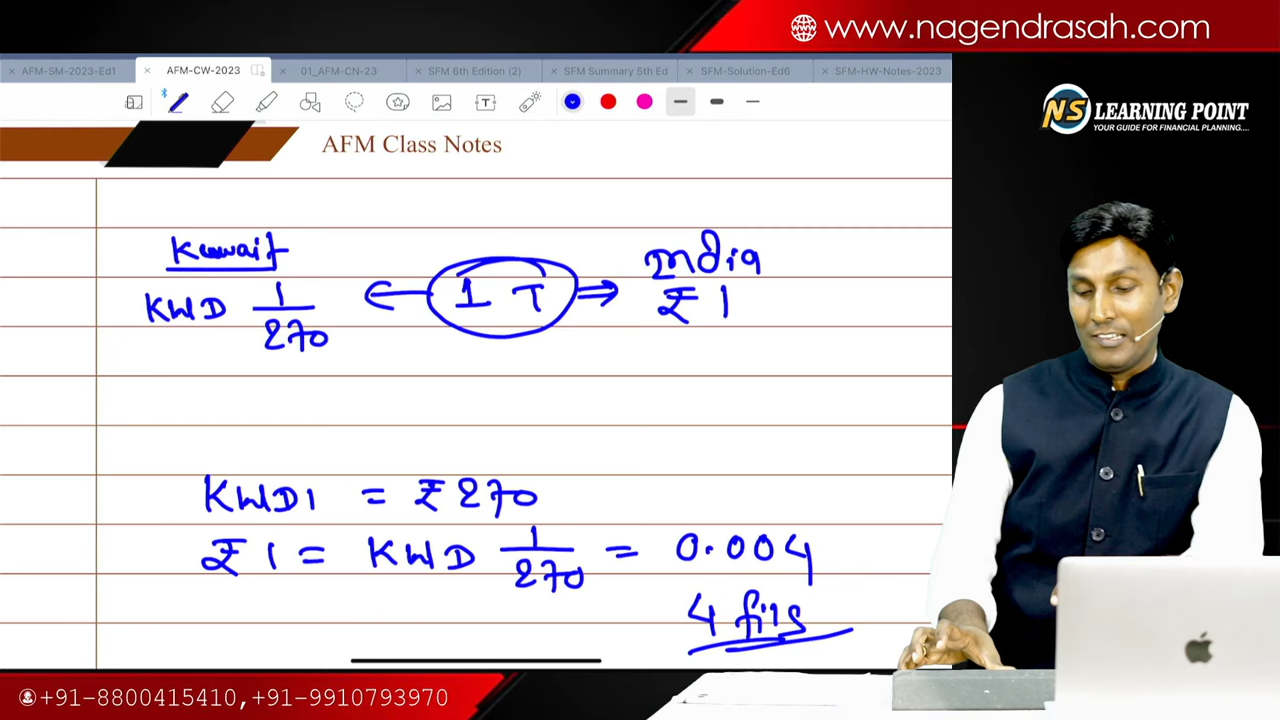 www.nagendrasah.com
AFM-SM-2023-Ed1
AFM-CW-2023
01_AFM-CN-23
SFM 6th Edition (2)
SFM Summary 5th Ed
SFM-Solution-Ed6
SFM-HW-Notes-2023
NS LEARNING POINT
YOUR GUIDE FOR FINANCIAL PLANNING....
AFM Class Notes
Kuwait
India
KWD 1/270
1 T
₹ 1
KWD1 = ₹ 270
₹ 1 = KWD 1/270 = 0.004
4 fils
+91-8800415410,+91-9910793970